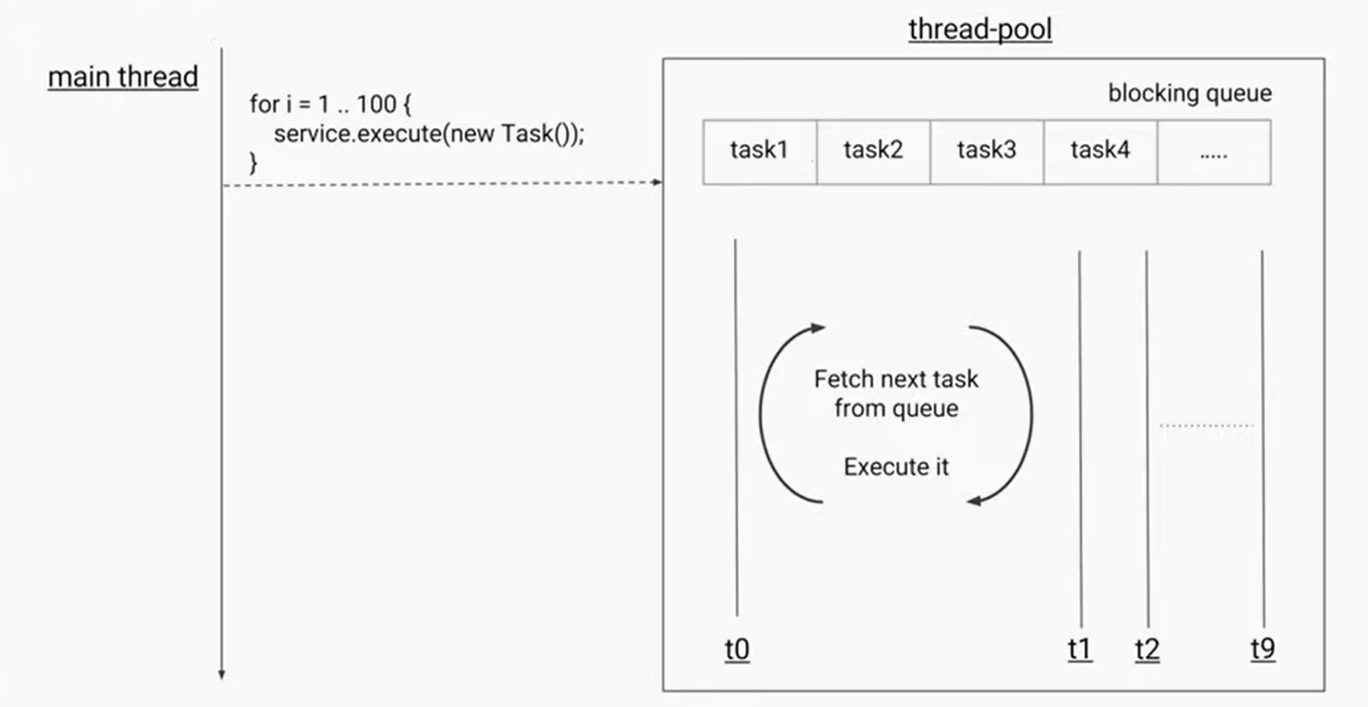 thread-pool
main thread
for i = 1 .. 100 {
service.execute(new Task());
}
blocking queue
task1 task2 task3 task4 .....
Fetch next task
from queue
Execute it
t0 t1 t2 t9